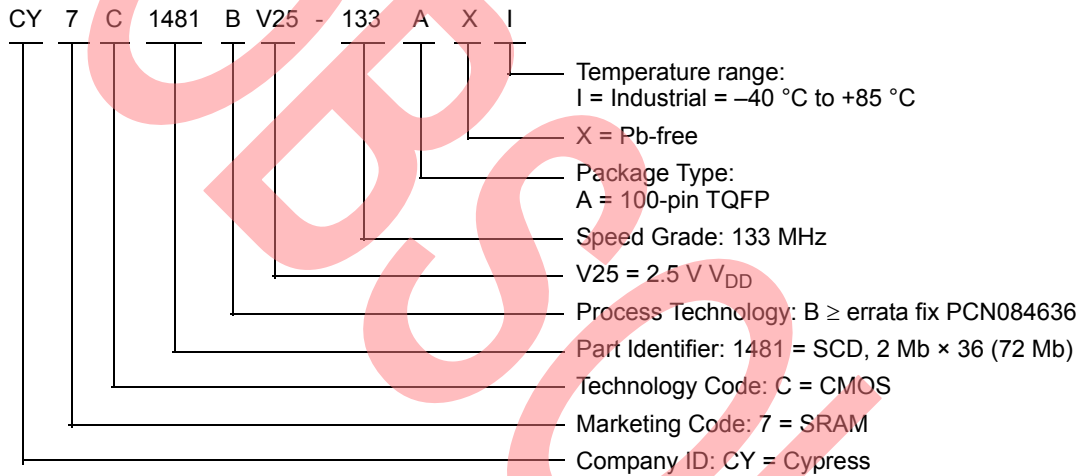 CY 7 C 1481 B V25 - 133 A X I
Temperature range:
I = Industrial = –40 °C to +85 °C
X = Pb-free
Package Type:
A = 100-pin TQFP
Speed Grade: 133 MHz
V25 = 2.5 V VDD
Process Technology: B ≥ errata fix PCN084636
Part Identifier: 1481 = SCD, 2 Mb × 36 (72 Mb)
Technology Code: C = CMOS
Marketing Code: 7 = SRAM
Company ID: CY = Cypress